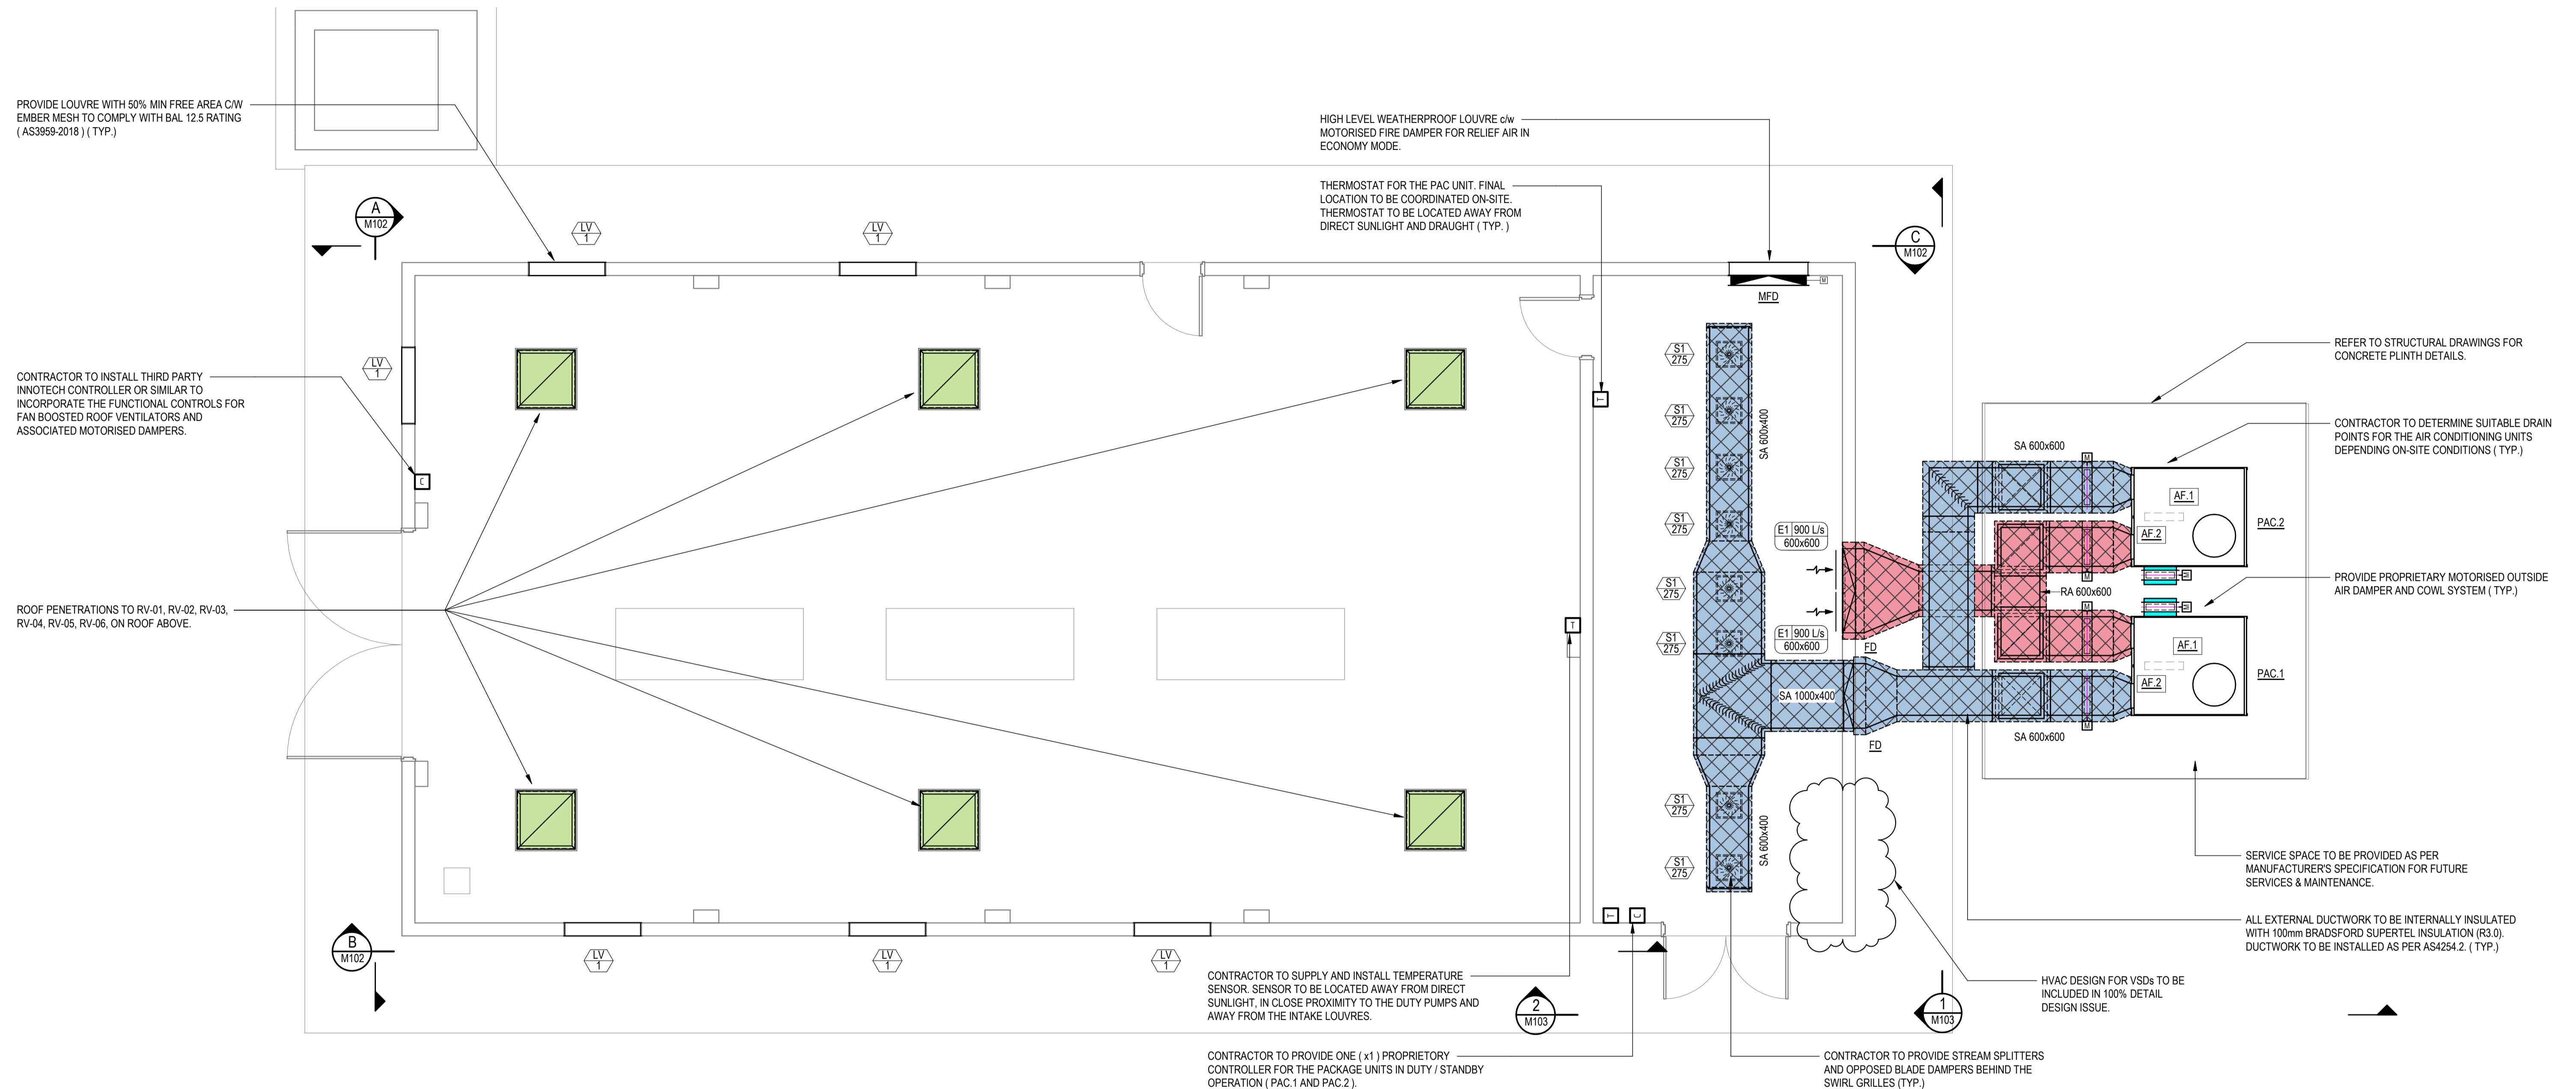 PROVIDE LOUVRE WITH 50% MIN FREE AREA C/W
EMBER MESH TO COMPLY WITH BAL 12.5 RATING
( AS3959-2018 ) ( TYP.)
HIGH LEVEL WEATHERPROOF LOUVRE c/w
MOTORISED FIRE DAMPER FOR RELIEF AIR IN
ECONOMY MODE.
THERMOSTAT FOR THE PAC UNIT. FINAL
LOCATION TO BE COORDINATED ON-SITE.
THERMOSTAT TO BE LOCATED AWAY FROM
DIRECT SUNLIGHT AND DRAUGHT ( TYP. )
A
M102
LV
1
LV
1
C
M102
M
MFD
LV
1
CONTRACTOR TO INSTALL THIRD PARTY
INNOTECH CONTROLLER OR SIMILAR TO
INCORPORATE THE FUNCTIONAL CONTROLS FOR
FAN BOOSTED ROOF VENTILATORS AND
ASSOCIATED MOTORISED DAMPERS.
C
T
S1
275
S1
275
S1
275
S1
275
SA 600x400
REFER TO STRUCTURAL DRAWINGS FOR
CONCRETE PLINTH DETAILS.
CONTRACTOR TO DETERMINE SUITABLE DRAIN
POINTS FOR THE AIR CONDITIONING UNITS
DEPENDING ON-SITE CONDITIONS ( TYP.)
SA 600x600
M
AF.1
PAC.2
AF.2
E1 900 L/s
600x600
M
M
S1
275
RA 600x600
PROVIDE PROPRIETARY MOTORISED OUTSIDE
AIR DAMPER AND COWL SYSTEM ( TYP.)
M
M
ROOF PENETRATIONS TO RV-01, RV-02, RV-03,
RV-04, RV-05, RV-06, ON ROOF ABOVE.
T
S1
275
E1 900 L/s
600x600
FD
AF.1
PAC.1
AF.2
SA 1000x400
M
FD
SA 600x600
S1
275
SA 600x400
S1
275
SERVICE SPACE TO BE PROVIDED AS PER
MANUFACTURER'S SPECIFICATION FOR FUTURE
SERVICES & MAINTENANCE.
T
C
ALL EXTERNAL DUCTWORK TO BE INTERNALLY INSULATED
WITH 100mm BRADSFORD SUPERTEL INSULATION (R3.0).
DUCTWORK TO BE INSTALLED AS PER AS4254.2. ( TYP.)
B
M102
LV
1
LV
1
LV
1
CONTRACTOR TO SUPPLY AND INSTALL TEMPERATURE
SENSOR. SENSOR TO BE LOCATED AWAY FROM DIRECT
SUNLIGHT, IN CLOSE PROXIMITY TO THE DUTY PUMPS AND
AWAY FROM THE INTAKE LOUVRES.
2
M103
1
M103
HVAC DESIGN FOR VSDs TO BE
INCLUDED IN 100% DETAIL
DESIGN ISSUE.
CONTRACTOR TO PROVIDE ONE ( x1 ) PROPRIETORY
CONTROLLER FOR THE PACKAGE UNITS IN DUTY / STANDBY
OPERATION ( PAC.1 AND PAC.2 ).
CONTRACTOR TO PROVIDE STREAM SPLITTERS
AND OPPOSED BLADE DAMPERS BEHIND THE
SWIRL GRILLES (TYP.)